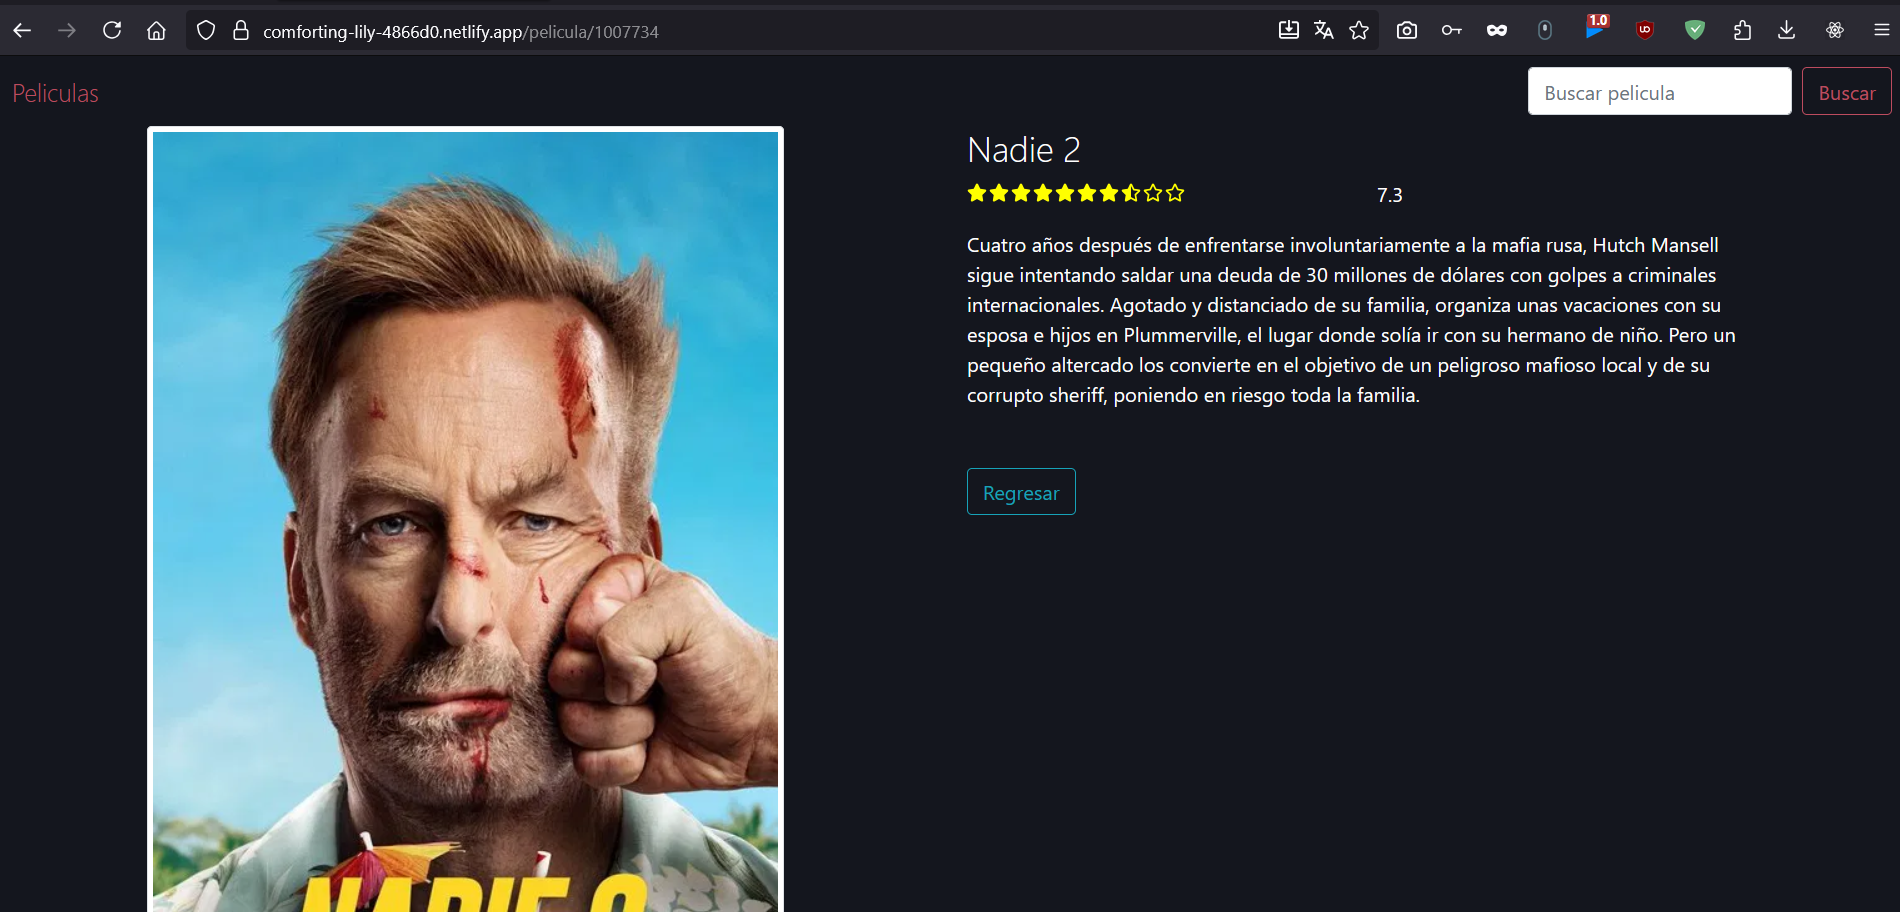 comforting-lily-4866d0.netlify.app/pelicula/1007734
1.0
Peliculas
Buscar pelicula
Buscar
Nadie 2
7.3
Cuatro años después de enfrentarse involuntariamente a la mafia rusa, Hutch Mansell
sigue intentando saldar una deuda de 30 millones de dólares con golpes a criminales
internacionales. Agotado y distanciado de su familia, organiza unas vacaciones con su
esposa e hijos en Plummerville, el lugar donde solía ir con su hermano de niño. Pero un
pequeño altercado los convierte en el objetivo de un peligroso mafioso local y de su
corrupto sheriff, poniendo en riesgo toda la familia.
Regresar
NADIE 2